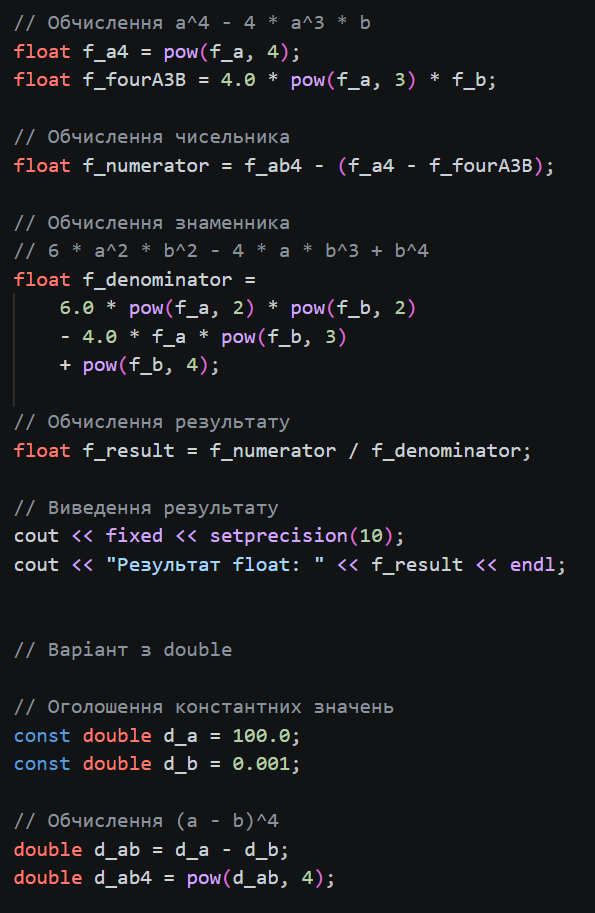 // Обчислення a^4 - 4 * a^3 * b
float f_a4 = pow(f_a, 4);
float f_fourA3B = 4.0 * pow(f_a, 3) * f_b;
// Обчислення чисельника
float f_numerator = f_ab4 - (f_a4 - f_fourA3B);
// Обчислення знаменника
// 6 * a^2 * b^2 - 4 * a * b^3 + b^4
float f_denominator =
6.0 * pow(f_a, 2) * pow(f_b, 2)
- 4.0 * f_a * pow(f_b, 3)
+ pow(f_b, 4);
// Обчислення результату
float f_result = f_numerator / f_denominator;
// Виведення результату
cout << fixed << setprecision(10);
cout << "Результат float: " << f_result << endl;
// Варіант з double
// Оголошення константних значень
const double d_a = 100.0;
const double d_b = 0.001;
// Обчислення (a - b)^4
double d_ab = d_a - d_b;
double d_ab4 = pow(d_ab, 4);